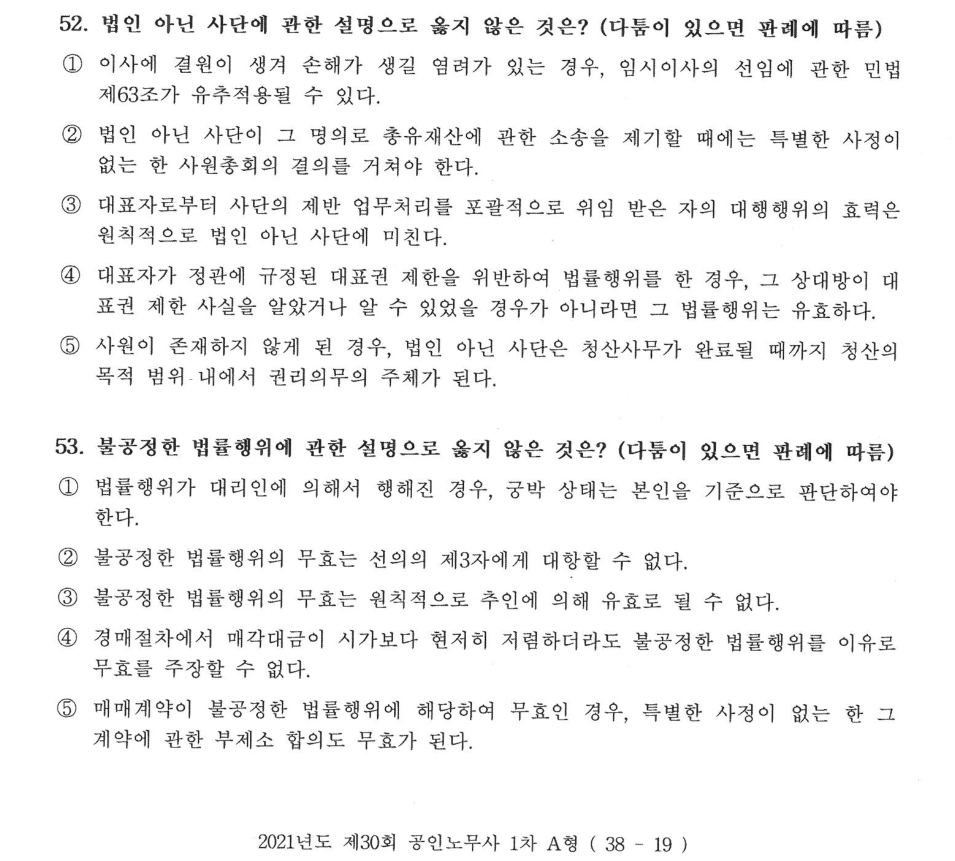 52. 법인 아닌 사단에 관한 설명으로 옳지 않은 것은? (다툼이 있으면 판례에 따름)
① 이사에 결원이 생겨 손해가 생길 염려가 있는 경우, 임시이사의 선임에 관한 민법
제63조가 유추적용될 수 있다.
② 법인 아닌 사단이 그 명의로 총유재산에 관한 소송을 제기할 때에는 특별한 사정이
없는 한 사원총회의 결의를 거쳐야 한다.
③ 대표자로부터 사단의 제반 업무처리를 포괄적으로 위임 받은 자의 대행행위의 효력은
원칙적으로 법인 아닌 사단에 미친다.
④ 대표자가 정관에 규정된 대표권 제한을 위반하여 법률행위를 한 경우, 그 상대방이 대
표권 제한 사실을 알았거나 알 수 있었을 경우가 아니라면 그 법률행위는 유효하다.
⑤ 사원이 존재하지 않게 된 경우, 법인 아닌 사단은 청산사무가 완료될 때까지 청산의
목적 범위 내에서 권리의무의 주체가 된다.
53. 불공정한 법률행위에 관한 설명으로 옳지 않은 것은? (다툼이 있으면 판례에 따름)
① 법률행위가 대리인에 의해서 행해진 경우, 궁박 상태는 본인을 기준으로 판단하여야
한다.
② 불공정한 법률행위의 무효는 선의의 제3자에게 대항할 수 없다.
③ 불공정한 법률행위의 무효는 원칙적으로 추인에 의해 유효로 될 수 없다.
④ 경매절차에서 매각대금이 시가보다 현저히 저렴하더라도 불공정한 법률행위를 이유로
무효를 주장할 수 없다.
⑤ 매매계약이 불공정한 법률행위에 해당하여 무효인 경우, 특별한 사정이 없는 한 그
계약에 관한 부제소 합의도 무효가 된다.
2021년도 제30회 공인노무사 1차 A형 ( 38 - 19 )